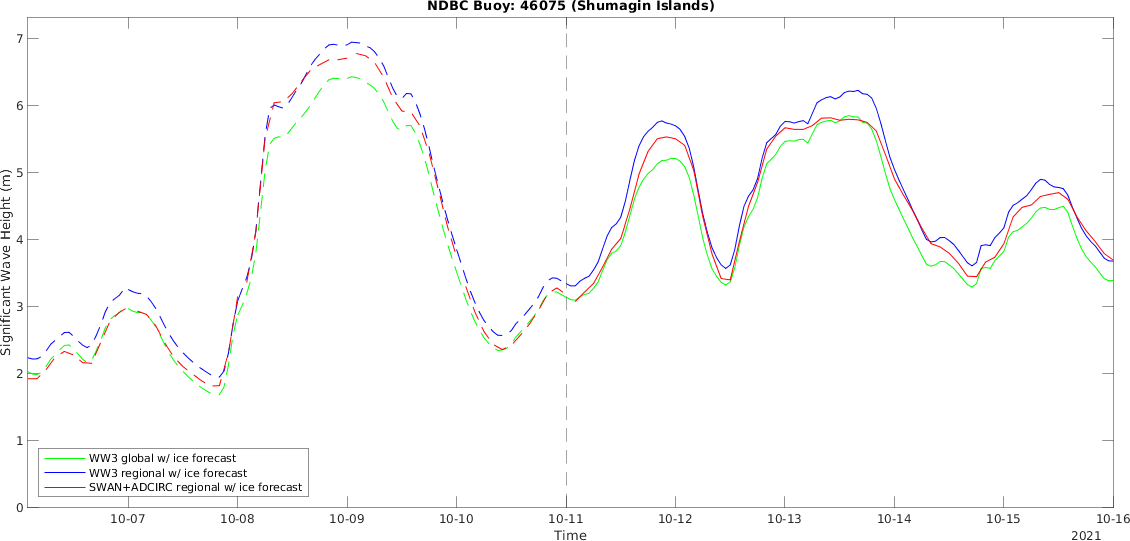 NDBC Buoy: 46075 (Shumagin Islands)
Significant Wave Height (m)
7
6
5
4
3
2
1
0
WW3 global w/ ice forecast
WW3 regional w/ ice forecast
SWAN+ADCIRC regional w/ ice forecast
10-07 10-08 10-09 10-10 10-11 10-12 10-13 10-14 10-15 10-16
Time
2021